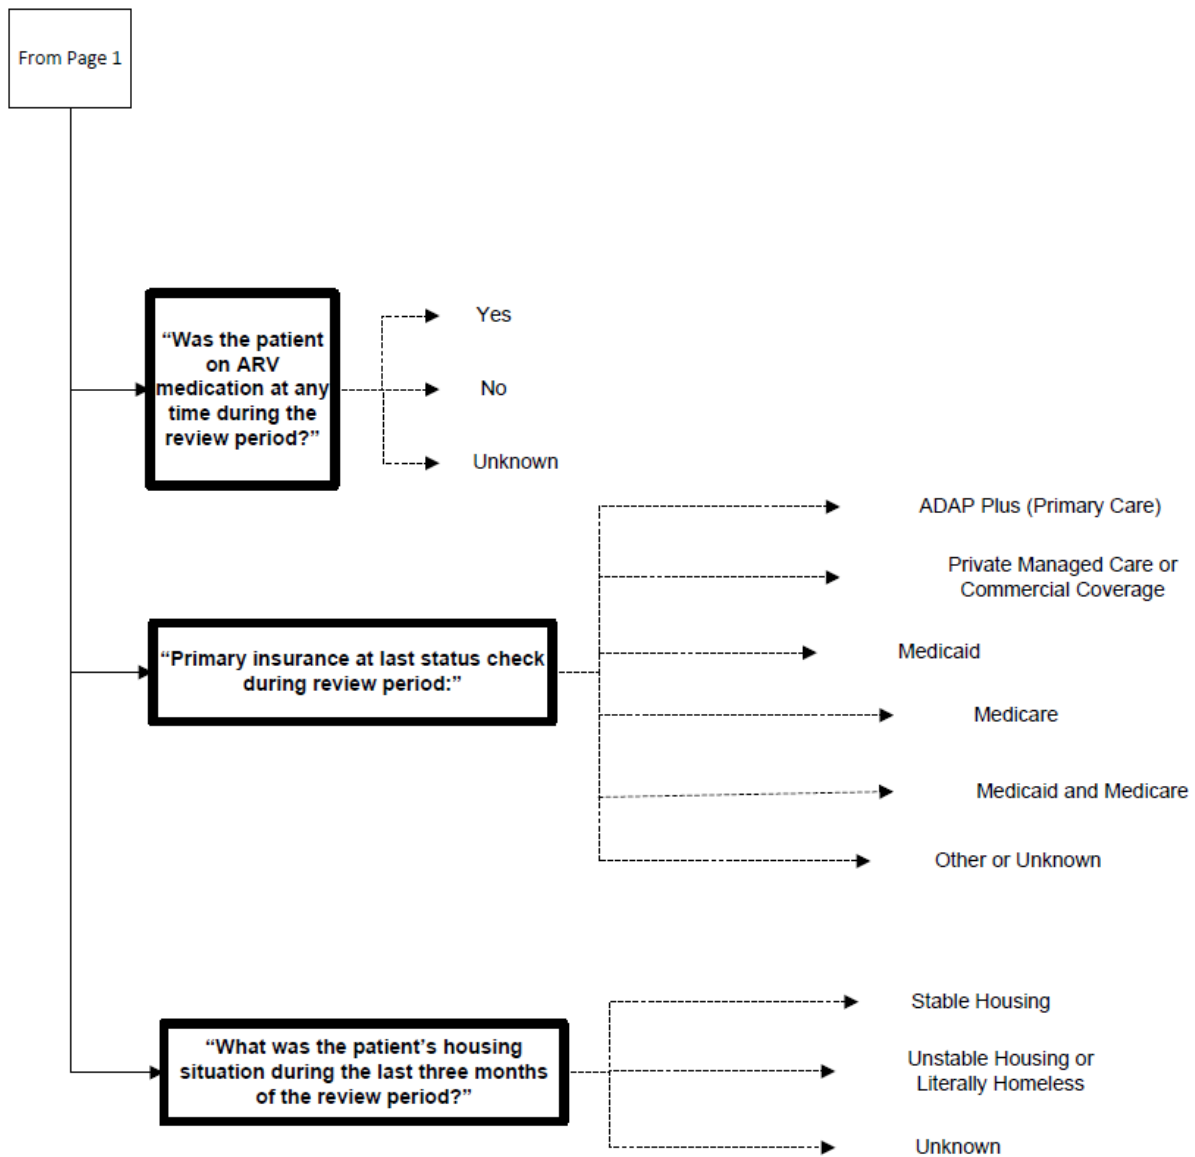 From Page 1
“Was the patient
on ARV
medication at any
time during the
review period?”
Yes
No
Unknown
“Primary insurance at last status check
during review period:”
ADAP Plus (Primary Care)
Private Managed Care or
Commercial Coverage
Medicaid
Medicare
Medicaid and Medicare
Other or Unknown
“What was the patient’s housing
situation during the last three months
of the review period?”
Stable Housing
Unstable Housing or
Literally Homeless
Unknown